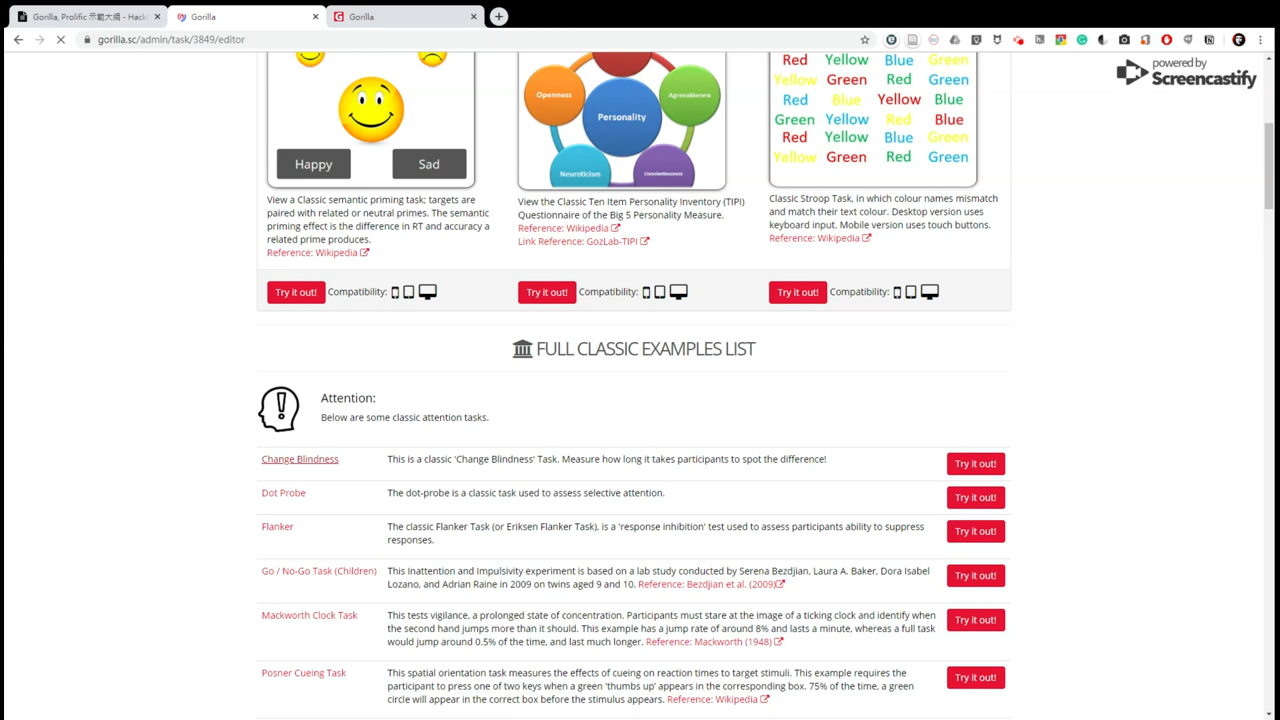 Gorilla, Prolific 示範大綱 - Hack
Gorilla
Gorilla
gorilla.sc/admin/task/3849/editor
powered by
Screencastify
Happy
Sad
Openness
Agreeableness
Personality
Neuroticism
Conscientiousness
Red Yellow Blue Green
Yellow Green Red Green
Red Blue Yellow Blue
Green Yellow Red Blue
Red Yellow Blue Green
Yellow Green Red Green
View a Classic semantic priming task; targets are
paired with related or neutral primes. The semantic
priming effect is the difference in RT and accuracy a
related prime produces.
Reference: Wikipedia
View the Classic Ten Item Personality Inventory (TIPI)
Questionnaire of the Big 5 Personality Measure.
Reference: Wikipedia
Link Reference: GozLab-TIPI
Classic Stroop Task, in which colour names mismatch
and match their text colour. Desktop version uses
keyboard input, Mobile version uses touch buttons.
Reference: Wikipedia
Try it out! Compatibility:
Try it out! Compatibility:
Try it out! Compatibility:
FULL CLASSIC EXAMPLES LIST
Attention:
Below are some classic attention tasks.
Change Blindness
This is a classic 'Change Blindness' Task. Measure how long it takes participants to spot the difference!
Try it out!
Dot Probe
The dot-probe is a classic task used to assess selective attention.
Try it out!
Flanker
The classic Flanker Task (or Eriksen Flanker Task), is a 'response inhibition' test used to assess participants ability to suppress
responses.
Try it out!
Go / No-Go Task (Children)
This Inattention and Impulsivity experiment is based on a lab study conducted by Serena Bezdjian, Laura A. Baker, Dora Isabel
Lozano, and Adrian Raine in 2009 on twins aged 9 and 10. Reference: Bezdjian et al. (2009)
Try it out!
Mackworth Clock Task
This tests vigilance, a prolonged state of concentration. Participants must stare at the image of a ticking clock and identify when
the second hand jumps more than it should. This example has a jump rate of around 8% and lasts a minute, whereas a full task
would jump around 0.5% of the time, and last much longer. Reference: Mackworth (1948)
Try it out!
Posner Cueing Task
This spatial orientation task measures the effects of cueing on reaction times to target stimuli. This example requires the
participant to press one of two keys when a green 'thumbs up' appears in the corresponding box. 75% of the time, a green
circle will appear in the correct box before the stimulus appears. Reference: Wikipedia
Try it out!